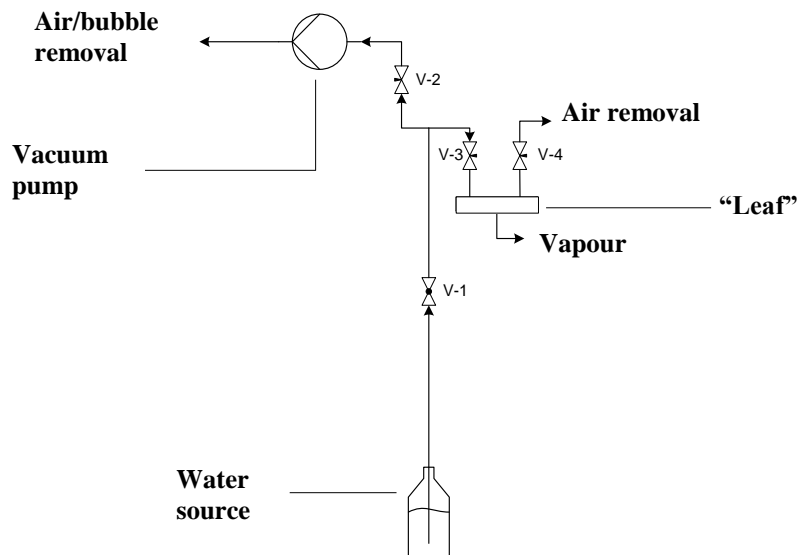 Air/bubble
removal
V-2
Air removal
Vacuum
pump
V-3
V-4
“Leaf”
Vapour
V-1
Water
source